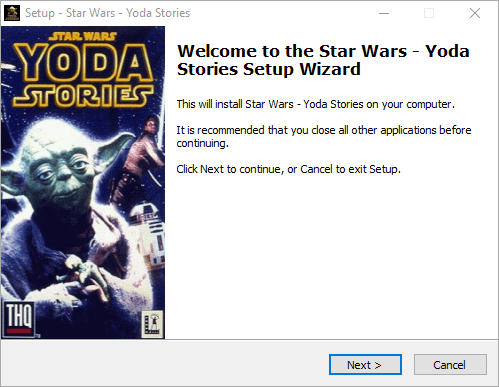 Setup - Star Wars - Yoda Stories
STAR WARS
YODA
STORIES
THQ
Welcome to the Star Wars - Yoda
Stories Setup Wizard
This will install Star Wars - Yoda Stories on your computer.
It is recommended that you close all other applications before
continuing.
Click Next to continue, or Cancel to exit Setup.
Next >
Cancel